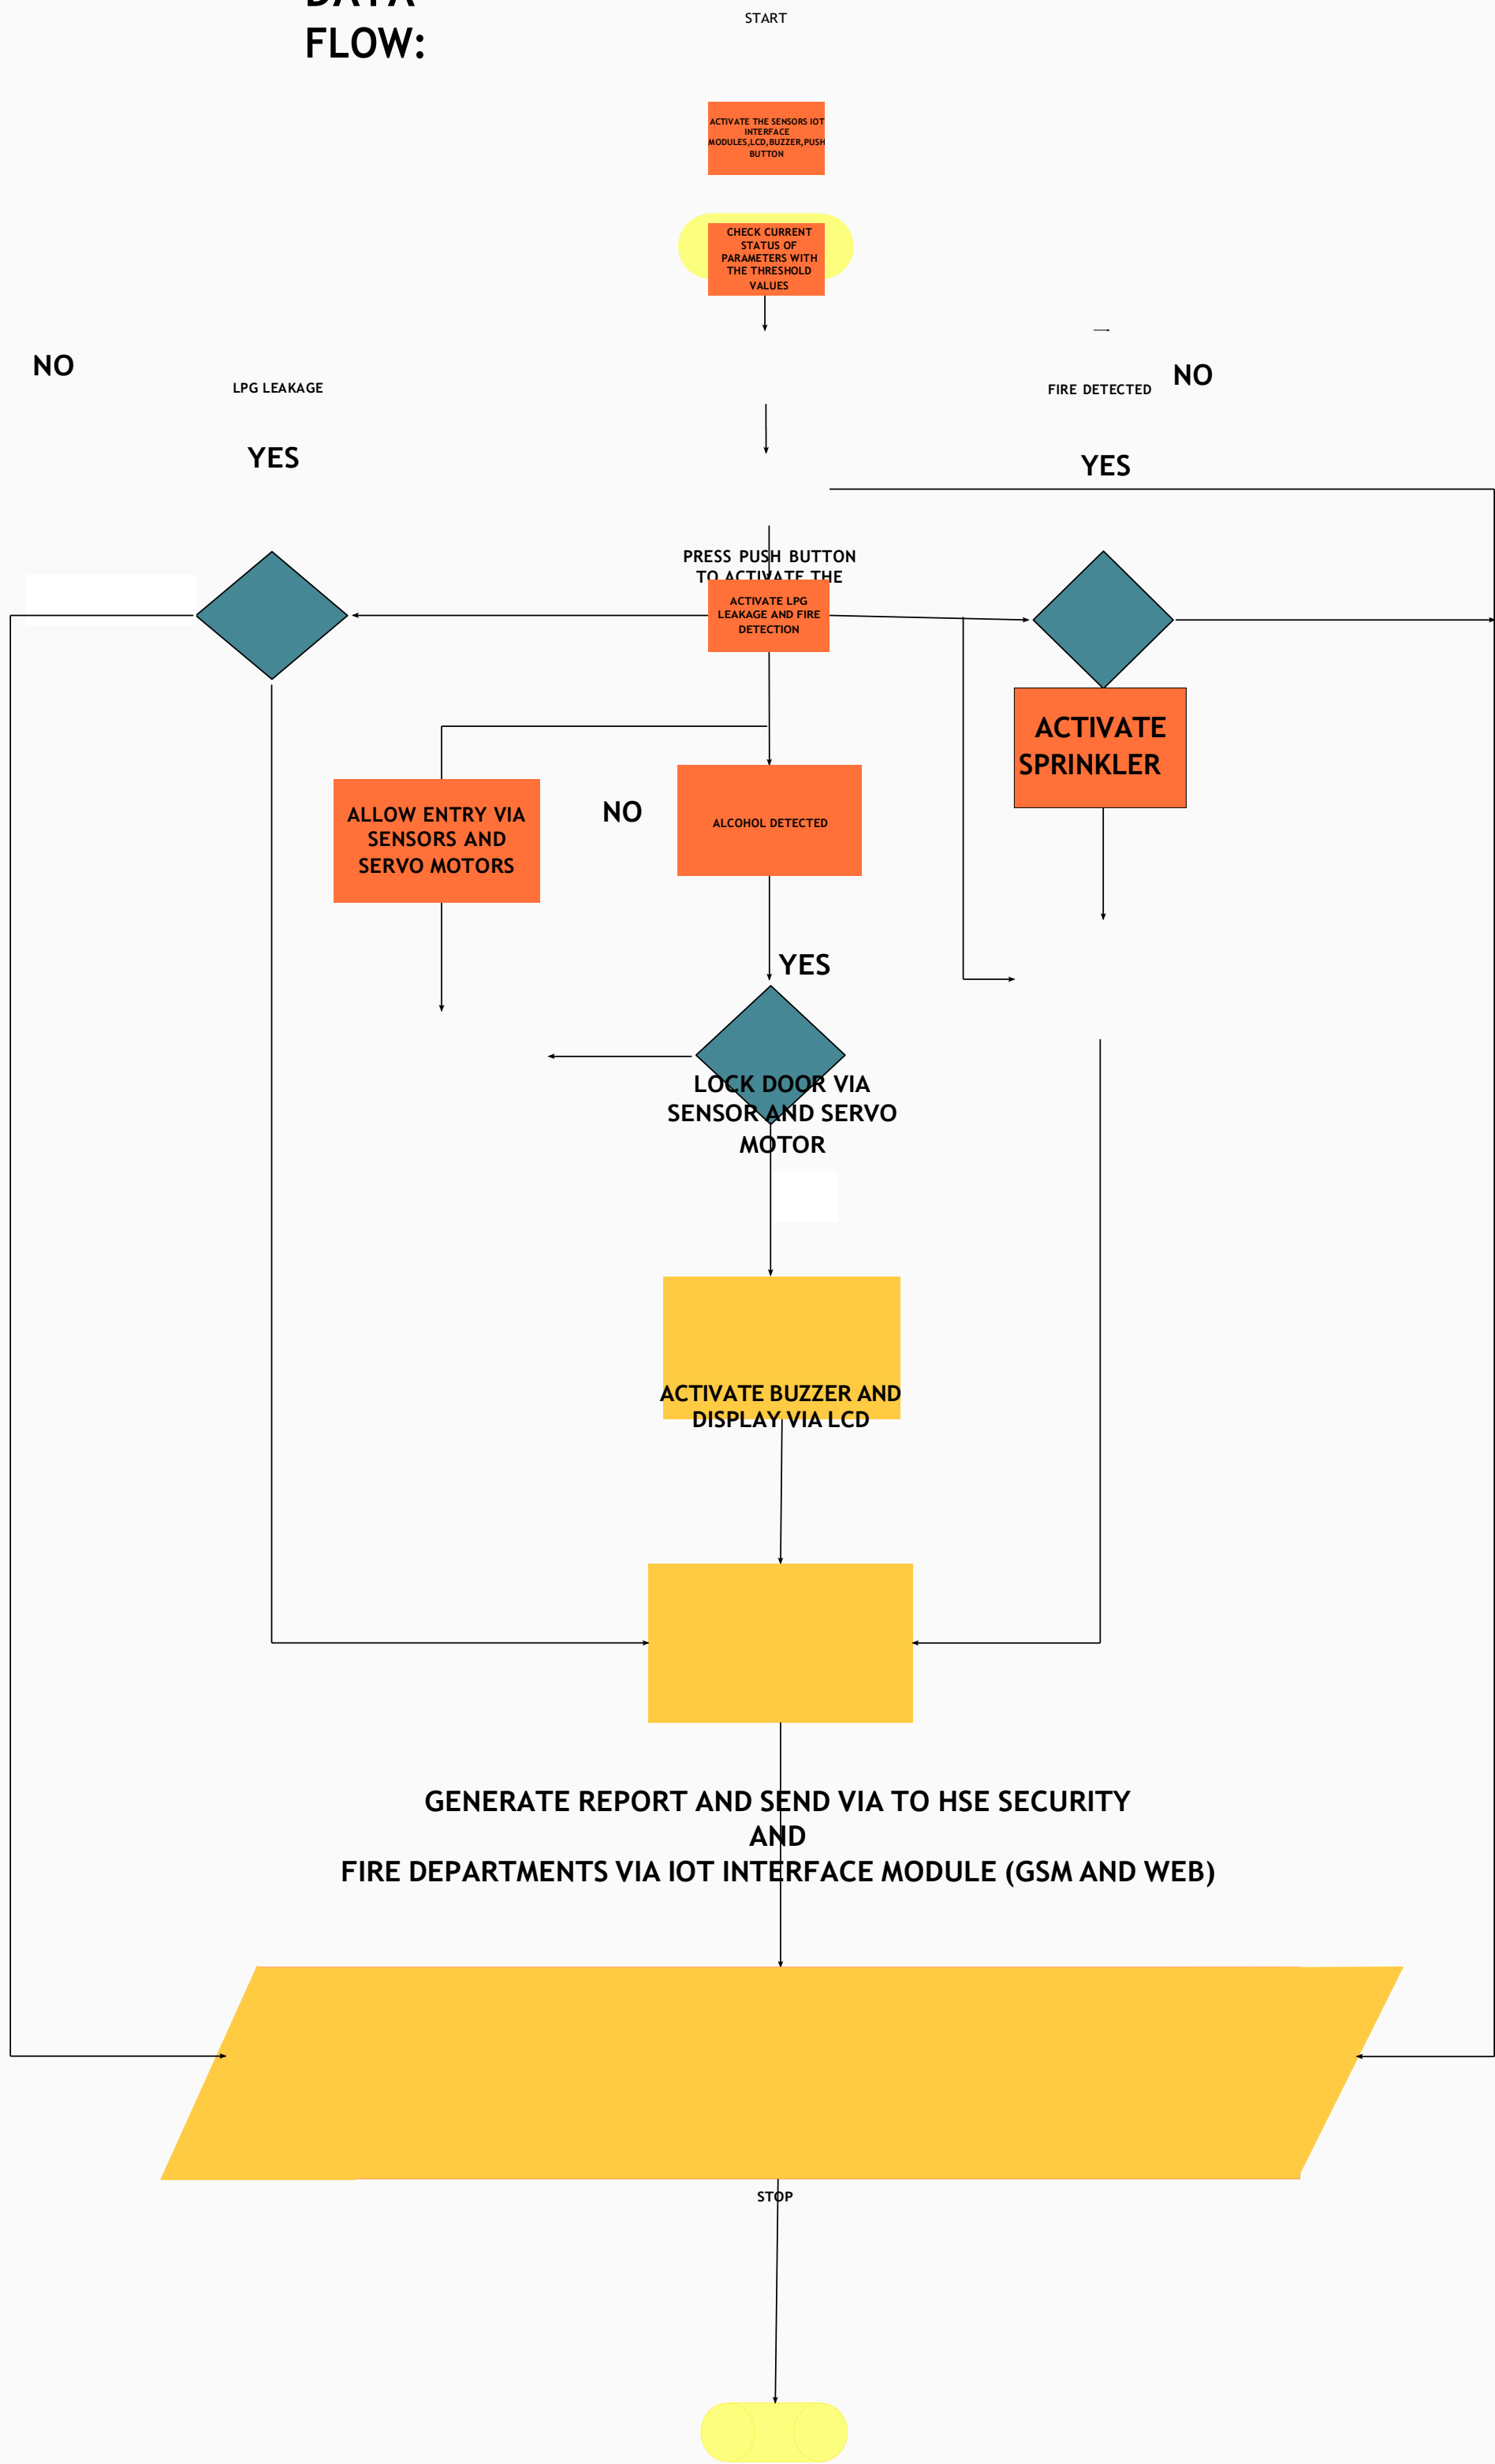 DATA
FLOW:
START
ACTIVATE THE SENSORS IOT
INTERFACE
MODULES,LCD,BUZZER,PUSH
BUTTON
CHECK CURRENT
STATUS OF
PARAMETERS WITH
THE THRESHOLD
VALUES
NO
LPG LEAKAGE
YES
FIRE DETECTED
NO
YES
PRESS PUSH BUTTON
TO ACTIVATE THE
ACTIVATE LPG
LEAKAGE AND FIRE
DETECTION
ACTIVATE
SPRINKLER
ALLOW ENTRY VIA
SENSORS AND
SERVO MOTORS
NO
ALCOHOL DETECTED
YES
LOCK DOOR VIA
SENSOR AND SERVO
MOTOR
ACTIVATE BUZZER AND
DISPLAY VIA LCD
GENERATE REPORT AND SEND VIA TO HSE SECURITY
AND
FIRE DEPARTMENTS VIA IOT INTERFACE MODULE (GSM AND WEB)
STOP